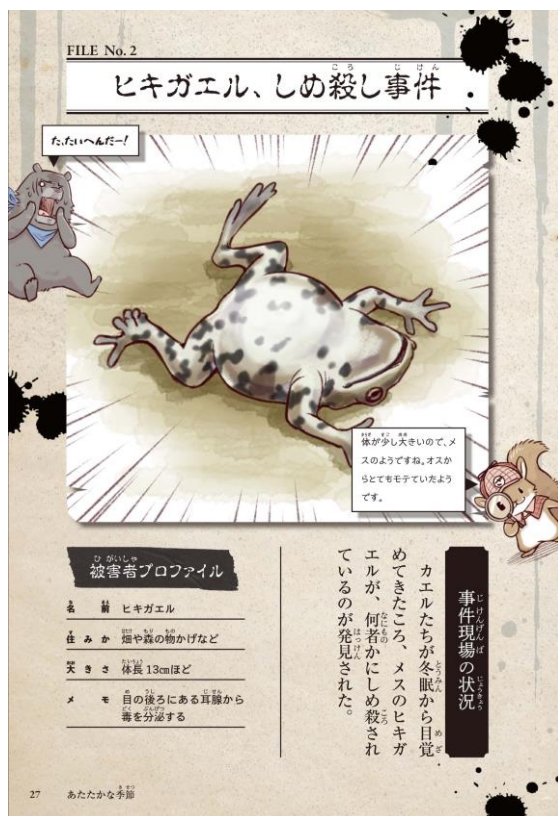 FILE No. 2
ヒキガエル、しめ殺し事件
た、たいへんだー!
体が少し大きいので、メ
スのようですね。オスか
らとてもモテていたよう
です。
事件現場の状況
カエルたちが冬眠から目覚
めてきたころ、メスのヒキガ
エルが、何者かにしめ殺され
ているのが発見された。
被害者プロファイル
名前 ヒキガエル
住みか 畑や森の物かげなど
大きさ 体長13cmほど
メモ 目の後ろにある耳腺から
毒を分泌する
27 あたたかな季節